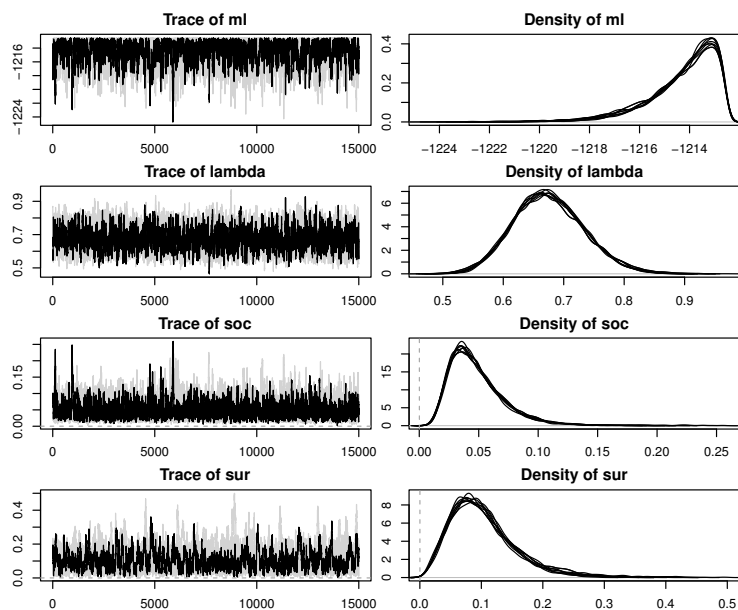 Trace of ml
Density of ml
−1224 −1216
0 5000 10000 15000
0.0 0.2 0.4
−1224 −1222 −1220 −1218 −1216 −1214
Trace of lambda
Density of lambda
0.5 0.7 0.9
0 5000 10000 15000
0 2 4 6
0.5 0.6 0.7 0.8 0.9
Trace of soc
Density of soc
0.00 0.15
0 5000 10000 15000
0 5 15
0.00 0.05 0.10 0.15 0.20 0.25
Trace of sur
Density of sur
0.0 0.2 0.4
0 5000 10000 15000
0 2 4 6 8
0.0 0.1 0.2 0.3 0.4 0.5